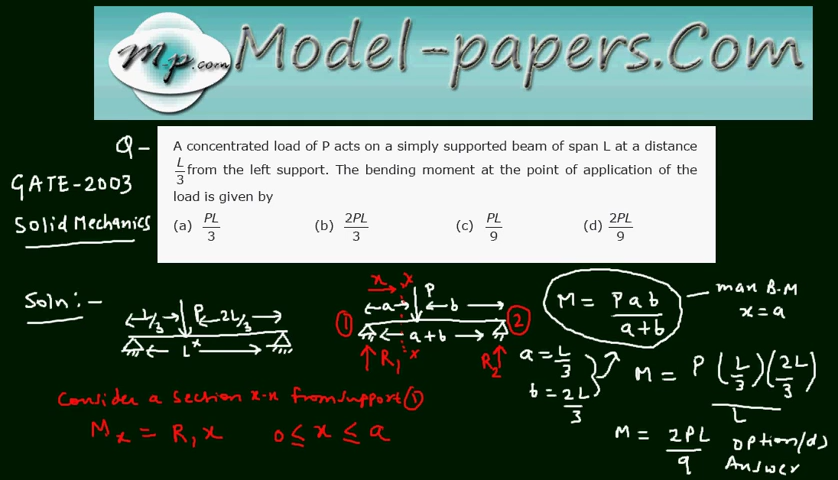 mp.com Model-papers.Com
Q-
GATE-2003
Solid Mechanics
A concentrated load of P acts on a simply supported beam of span L at a distance
L/3 from the left support. The bending moment at the point of application of the
load is given by
(a) PL/3 (b) 2PL/3 (c) PL/9 (d) 2PL/9
Soln:-
L/3 P 2L/3
L
x
x x
a P b
1 a+b 2
x
R1 R2
M = Pab/(a+b)
max B.M
x=a
a = L/3
b = 2L/3
M = P (L/3)(2L/3)/L
M = 2PL/9 option(d)
Answer
Consider a section x-x from support 1
Mx = R1x 0 ≤ x ≤ a